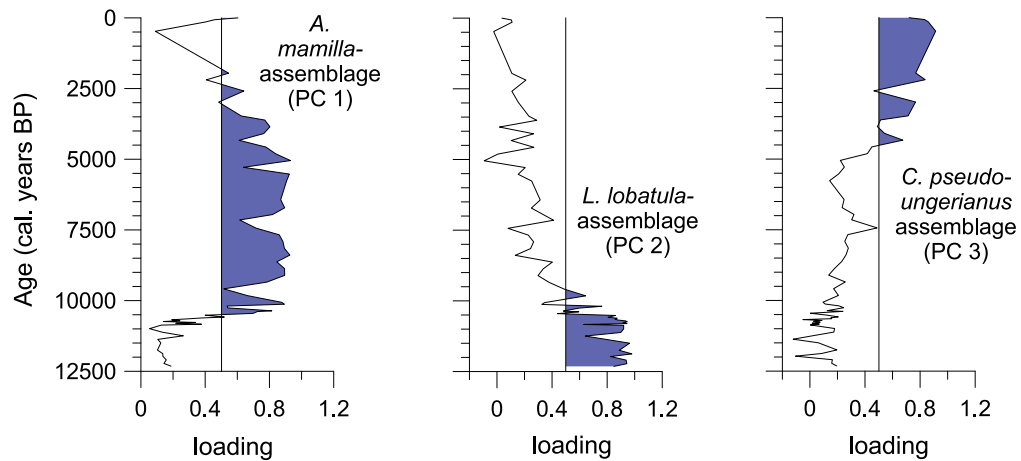 Age (cal. years BP)
0
2500
5000
7500
10000
12500
A.
mamilla-
assemblage
(PC 1)
0 0.4 0.8 1.2
loading
L. lobatula-
assemblage
(PC 2)
0 0.4 0.8 1.2
loading
C. pseudo-
ungerianus
assemblage
(PC 3)
0 0.4 0.8 1.2
loading